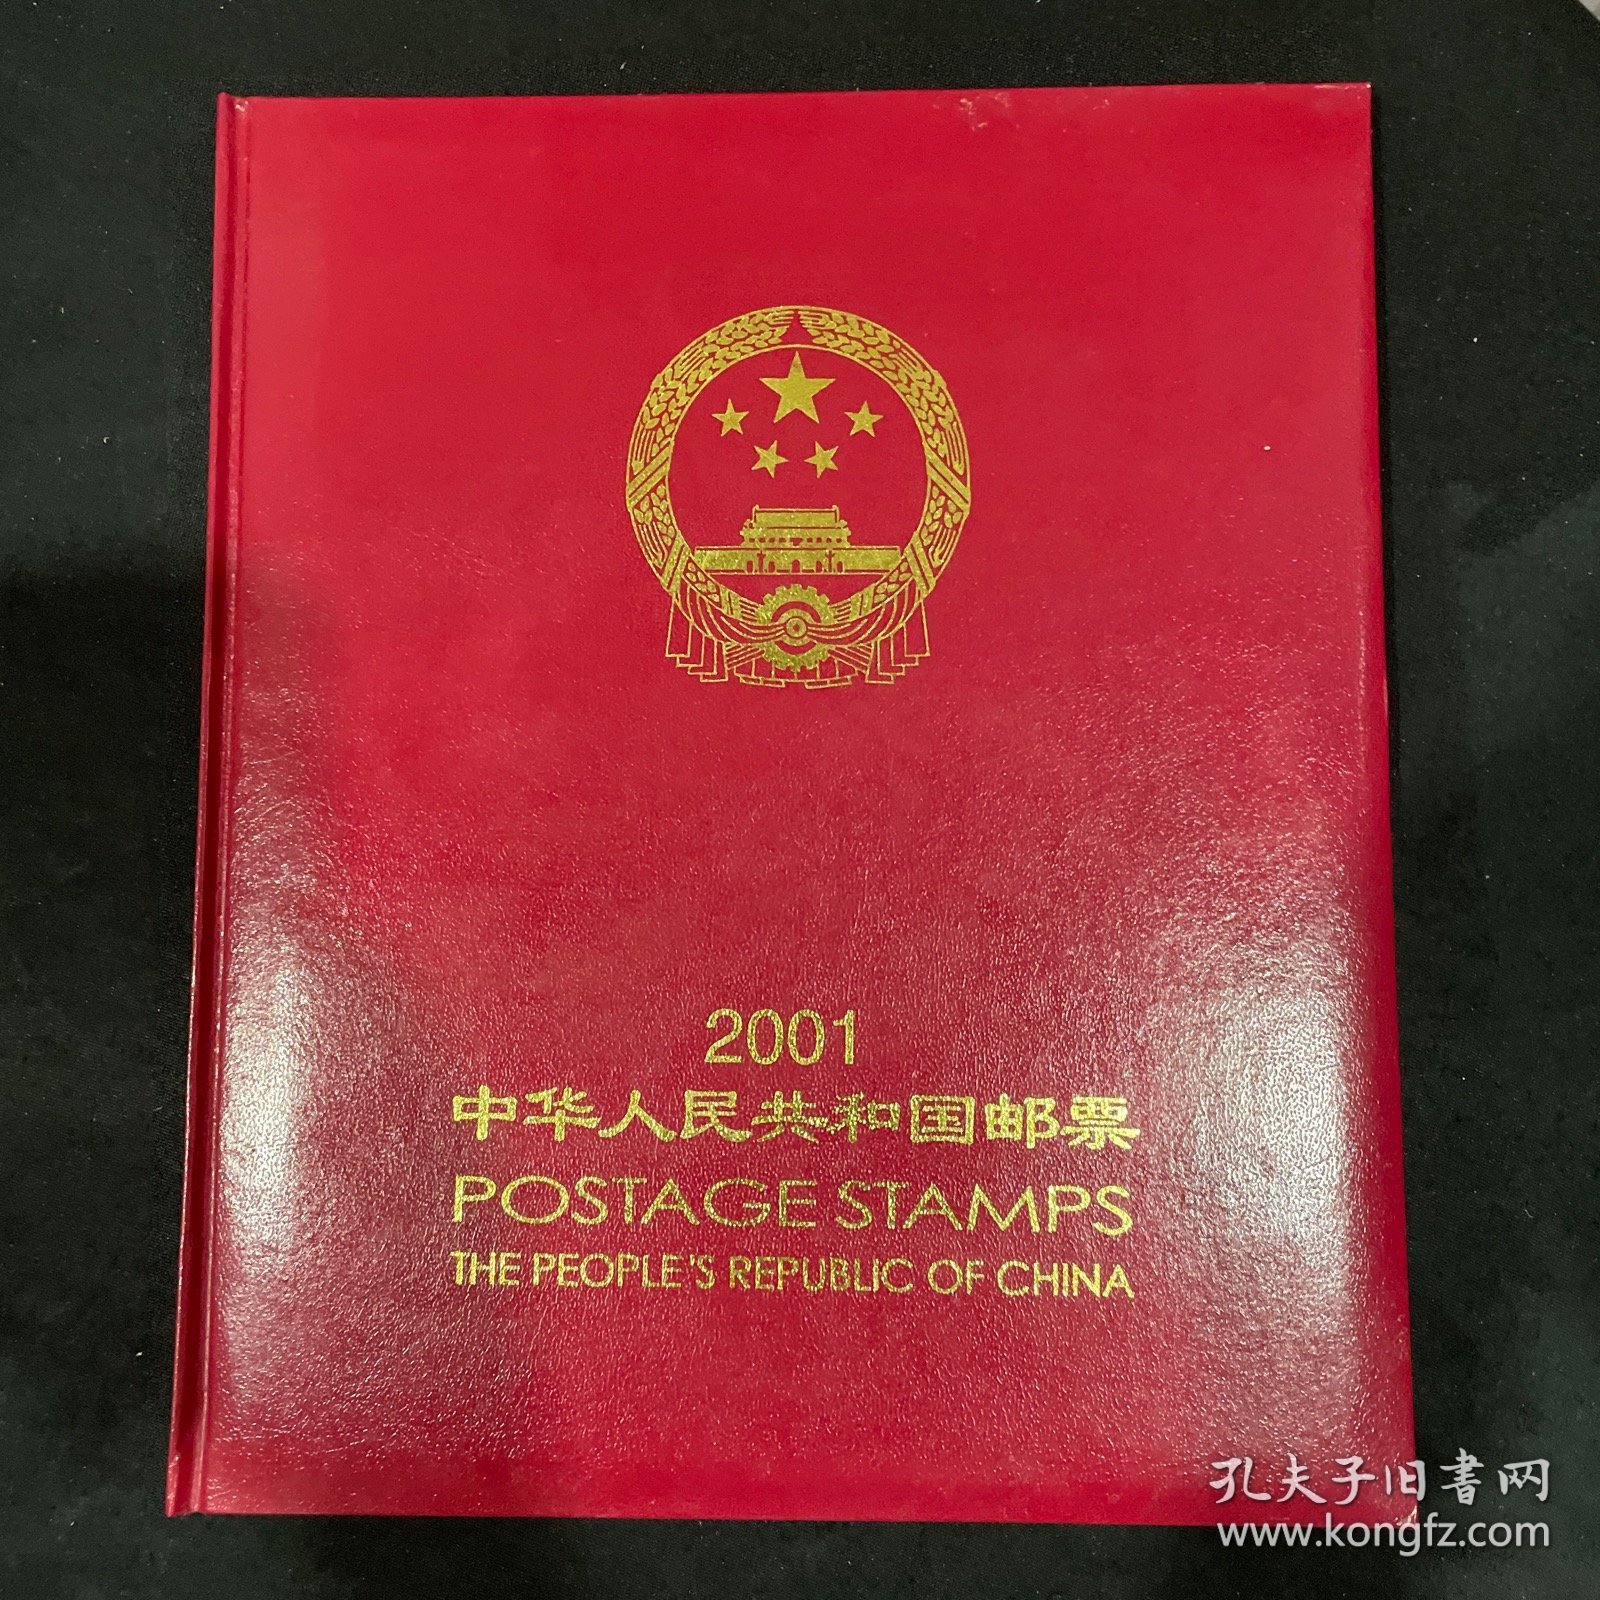 2001
中华人民共和国邮票
POSTAGE STAMPS
THE PEOPLE'S REPUBLIC OF CHINA
孔夫子旧书网
www.kongfz.com